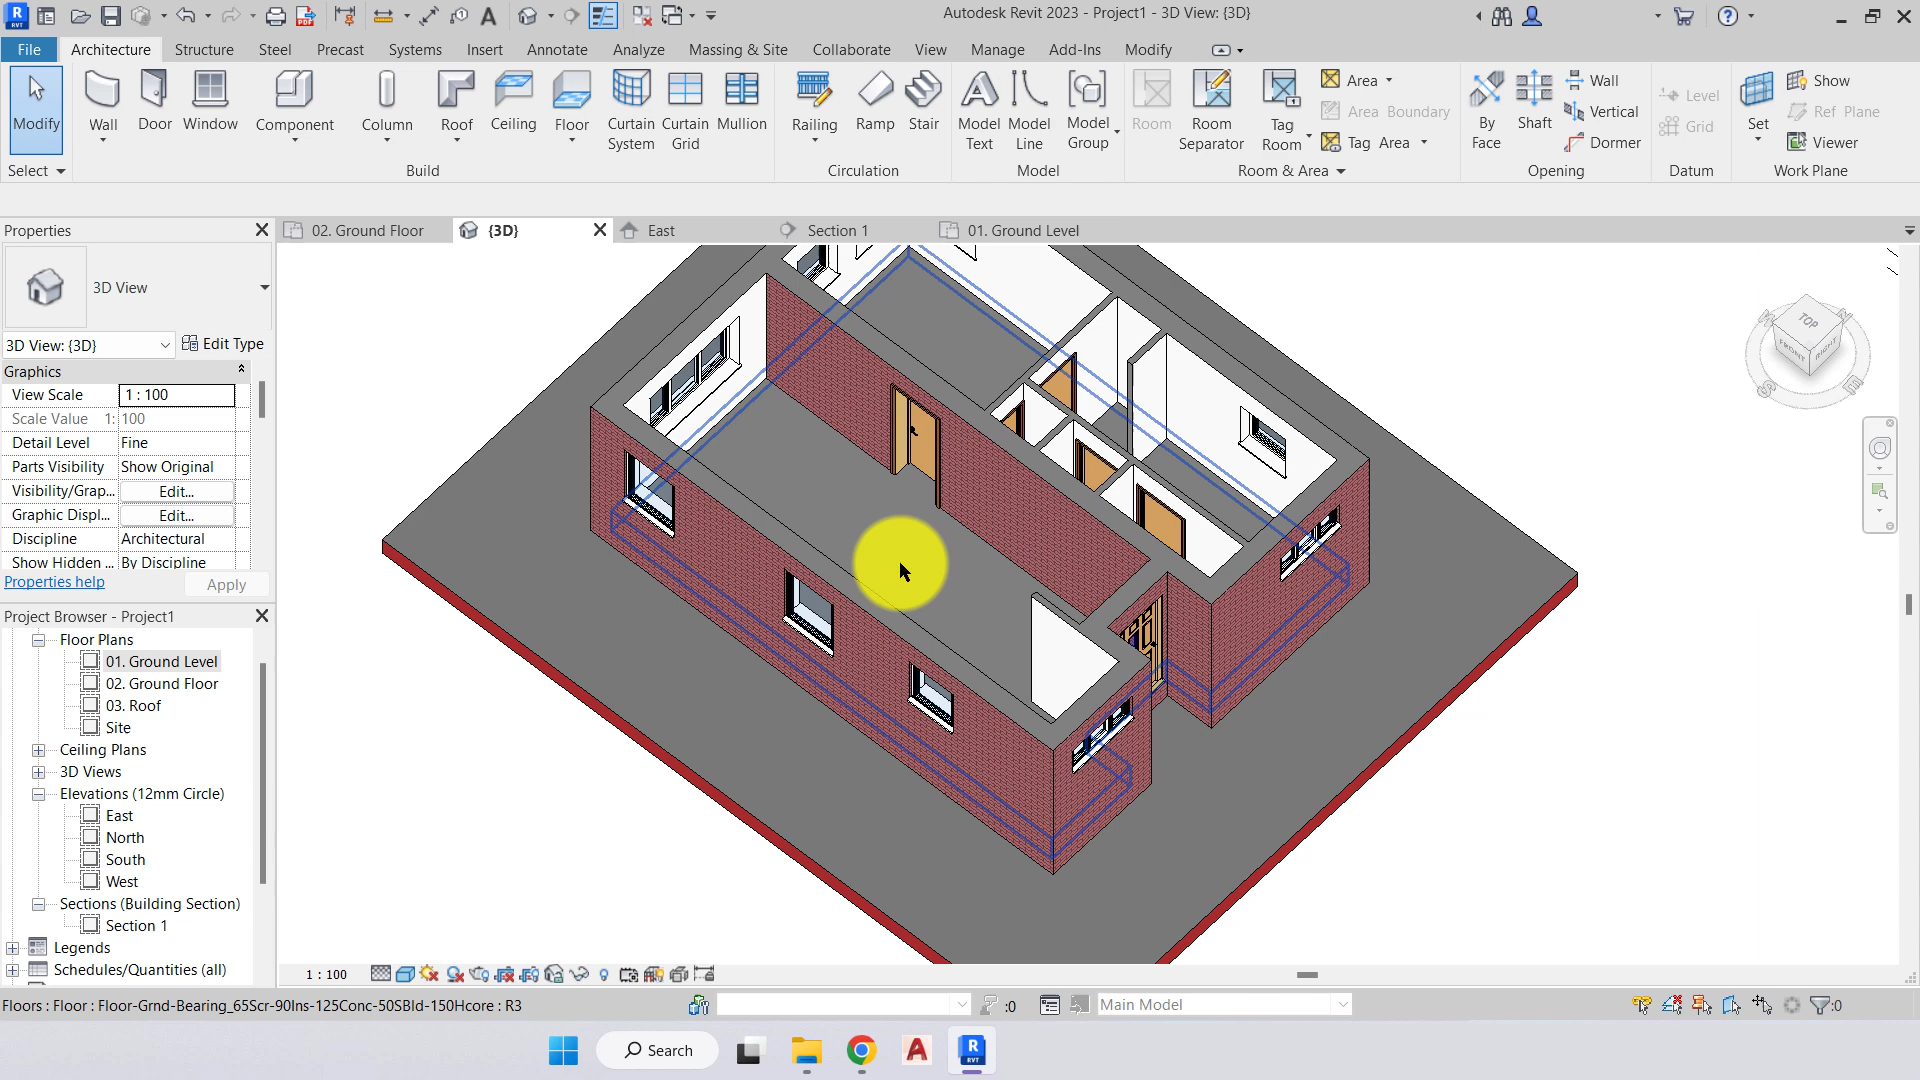 Autodesk Revit 2023 - Project1 - 3D View: {3D}
File Architecture Structure Steel Precast Systems Insert Annotate Analyze Massing & Site Collaborate View Manage Add-Ins Modify
Modify
Wall
Door
Window
Component
Column
Roof
Ceiling
Floor
Curtain System
Curtain Grid
Mullion
Railing
Ramp
Stair
Model Text
Model Line
Model Group
Room
Room Separator
Tag Room
Area
Area Boundary
Tag Area
By Face
Shaft
Wall
Vertical
Dormer
Level
Grid
Set
Show
Ref Plane
Viewer
Select Build Circulation Model Room & Area Opening Datum Work Plane
Properties
02. Ground Floor {3D} East Section 1 01. Ground Level
3D View
3D View: {3D} Edit Type
Graphics
View Scale 1 : 100
Scale Value 1: 100
Detail Level Fine
Parts Visibility Show Original
Visibility/Grap... Edit...
Graphic Displ... Edit...
Discipline Architectural
Show Hidden ... By Discipline
Properties help Apply
Project Browser - Project1
Floor Plans
01. Ground Level
02. Ground Floor
03. Roof
Site
Ceiling Plans
3D Views
Elevations (12mm Circle)
East
North
South
West
Sections (Building Section)
Section 1
Legends
Schedules/Quantities (all)
TOP
FRONT
RIGHT
W
N
S
E
1 : 100
Floors : Floor : Floor-Grnd-Bearing_65Scr-90Ins-125Conc-50SBld-150Hcore : R3
:0
Main Model
:0
Search
R
RVT